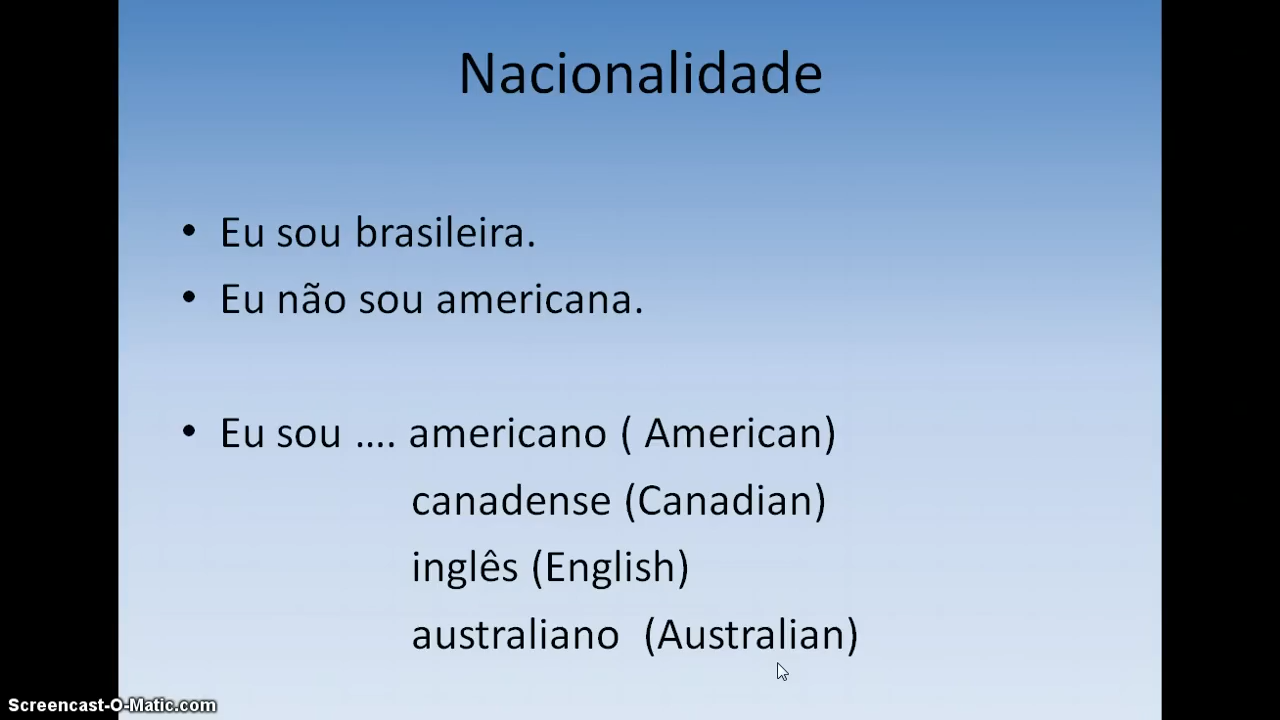 Nacionalidade
• Eu sou brasileira.
• Eu não sou americana.
• Eu sou .... americano ( American)
canadense (Canadian)
inglês (English)
australiano (Australian)
Screencast-O-Matic.com